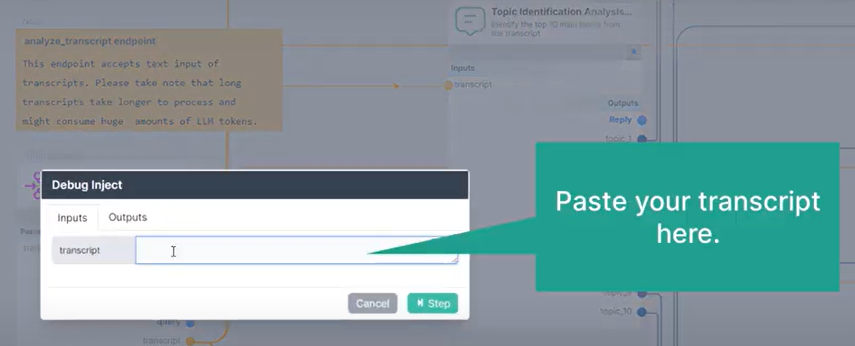 Topic Identification Analysis...
Identify the top 10 main topics from
the transcript
analyze_transcript endpoint
This endpoint accepts text input of
transcripts. Please take note that long
transcripts take longer to process and
might consume huge amounts of LLM tokens.
Inputs
transcript
Outputs
Reply
topic_1
Debug Inject
Inputs Outputs
transcript
Cancel
Step
Paste your transcript
here.
topic_10
transcript